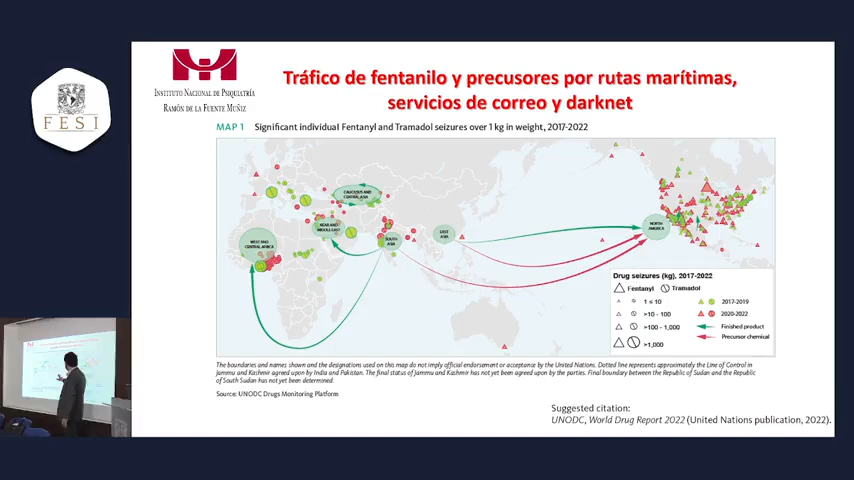 FESI
INSTITUTO NACIONAL DE PSIQUIATRÍA
RAMÓN DE LA FUENTE MUÑIZ
Tráfico de fentanilo y precusores por rutas marítimas,
servicios de correo y darknet
MAP 1 Significant individual Fentanyl and Tramadol seizures over 1 kg in weight, 2017-2022
CAUCASUS AND
CENTRAL ASIA
NEAR AND
MIDDLE EAST
WEST AND
CENTRAL AFRICA
SOUTH
ASIA
EAST
ASIA
NORTH
AMERICA
Drug seizures (kg), 2017-2022
Fentanyl Tramadol
1 ≤ 10
>10 - 100
>100 - 1,000
>1,000
2017-2019
2020-2022
Finished product
Precursor chemical
The boundaries and names shown and the designations used on this map do not imply official endorsement or acceptance by the United Nations. Dotted line represents approximately the Line of Control in
Jammu and Kashmir agreed upon by India and Pakistan. The final status of Jammu and Kashmir has not yet been agreed upon by the parties. Final boundary between the Republic of Sudan and the Republic
of South Sudan has not yet been determined.
Source: UNODC Drugs Monitoring Platform
Suggested citation:
UNODC, World Drug Report 2022 (United Nations publication, 2022).